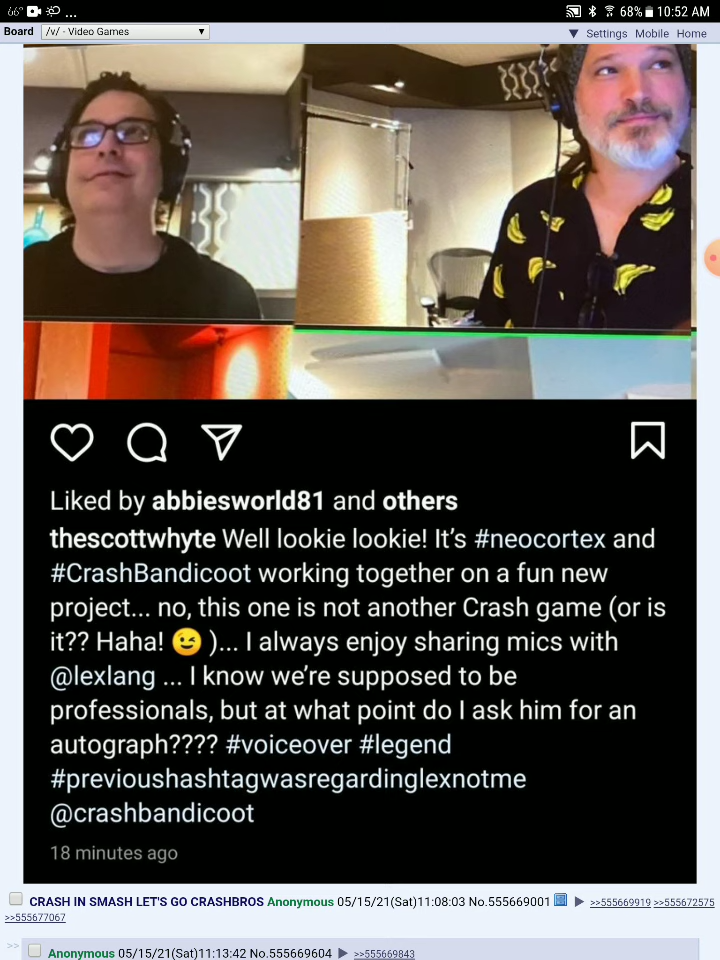 66° ... 68% 10:52 AM
Board /v/ - Video Games ▼ ▼ Settings Mobile Home
Liked by abbiesworld81 and others
thescottwhyte Well lookie lookie! It's #neocortex and
#CrashBandicoot working together on a fun new
project... no, this one is not another Crash game (or is
it?? Haha! 😉 )... I always enjoy sharing mics with
@lexlang ... I know we're supposed to be
professionals, but at what point do I ask him for an
autograph???? #voiceover #legend
#previoushashtagwasregardinglexnotme
@crashbandicoot
18 minutes ago
CRASH IN SMASH LET'S GO CRASHBROS Anonymous 05/15/21(Sat)11:08:03 No.555669001 ▶ >>555669919 >>555672575
>>555677067
>> Anonymous 05/15/21(Sat)11:13:42 No.555669604 ▶ >>555669843